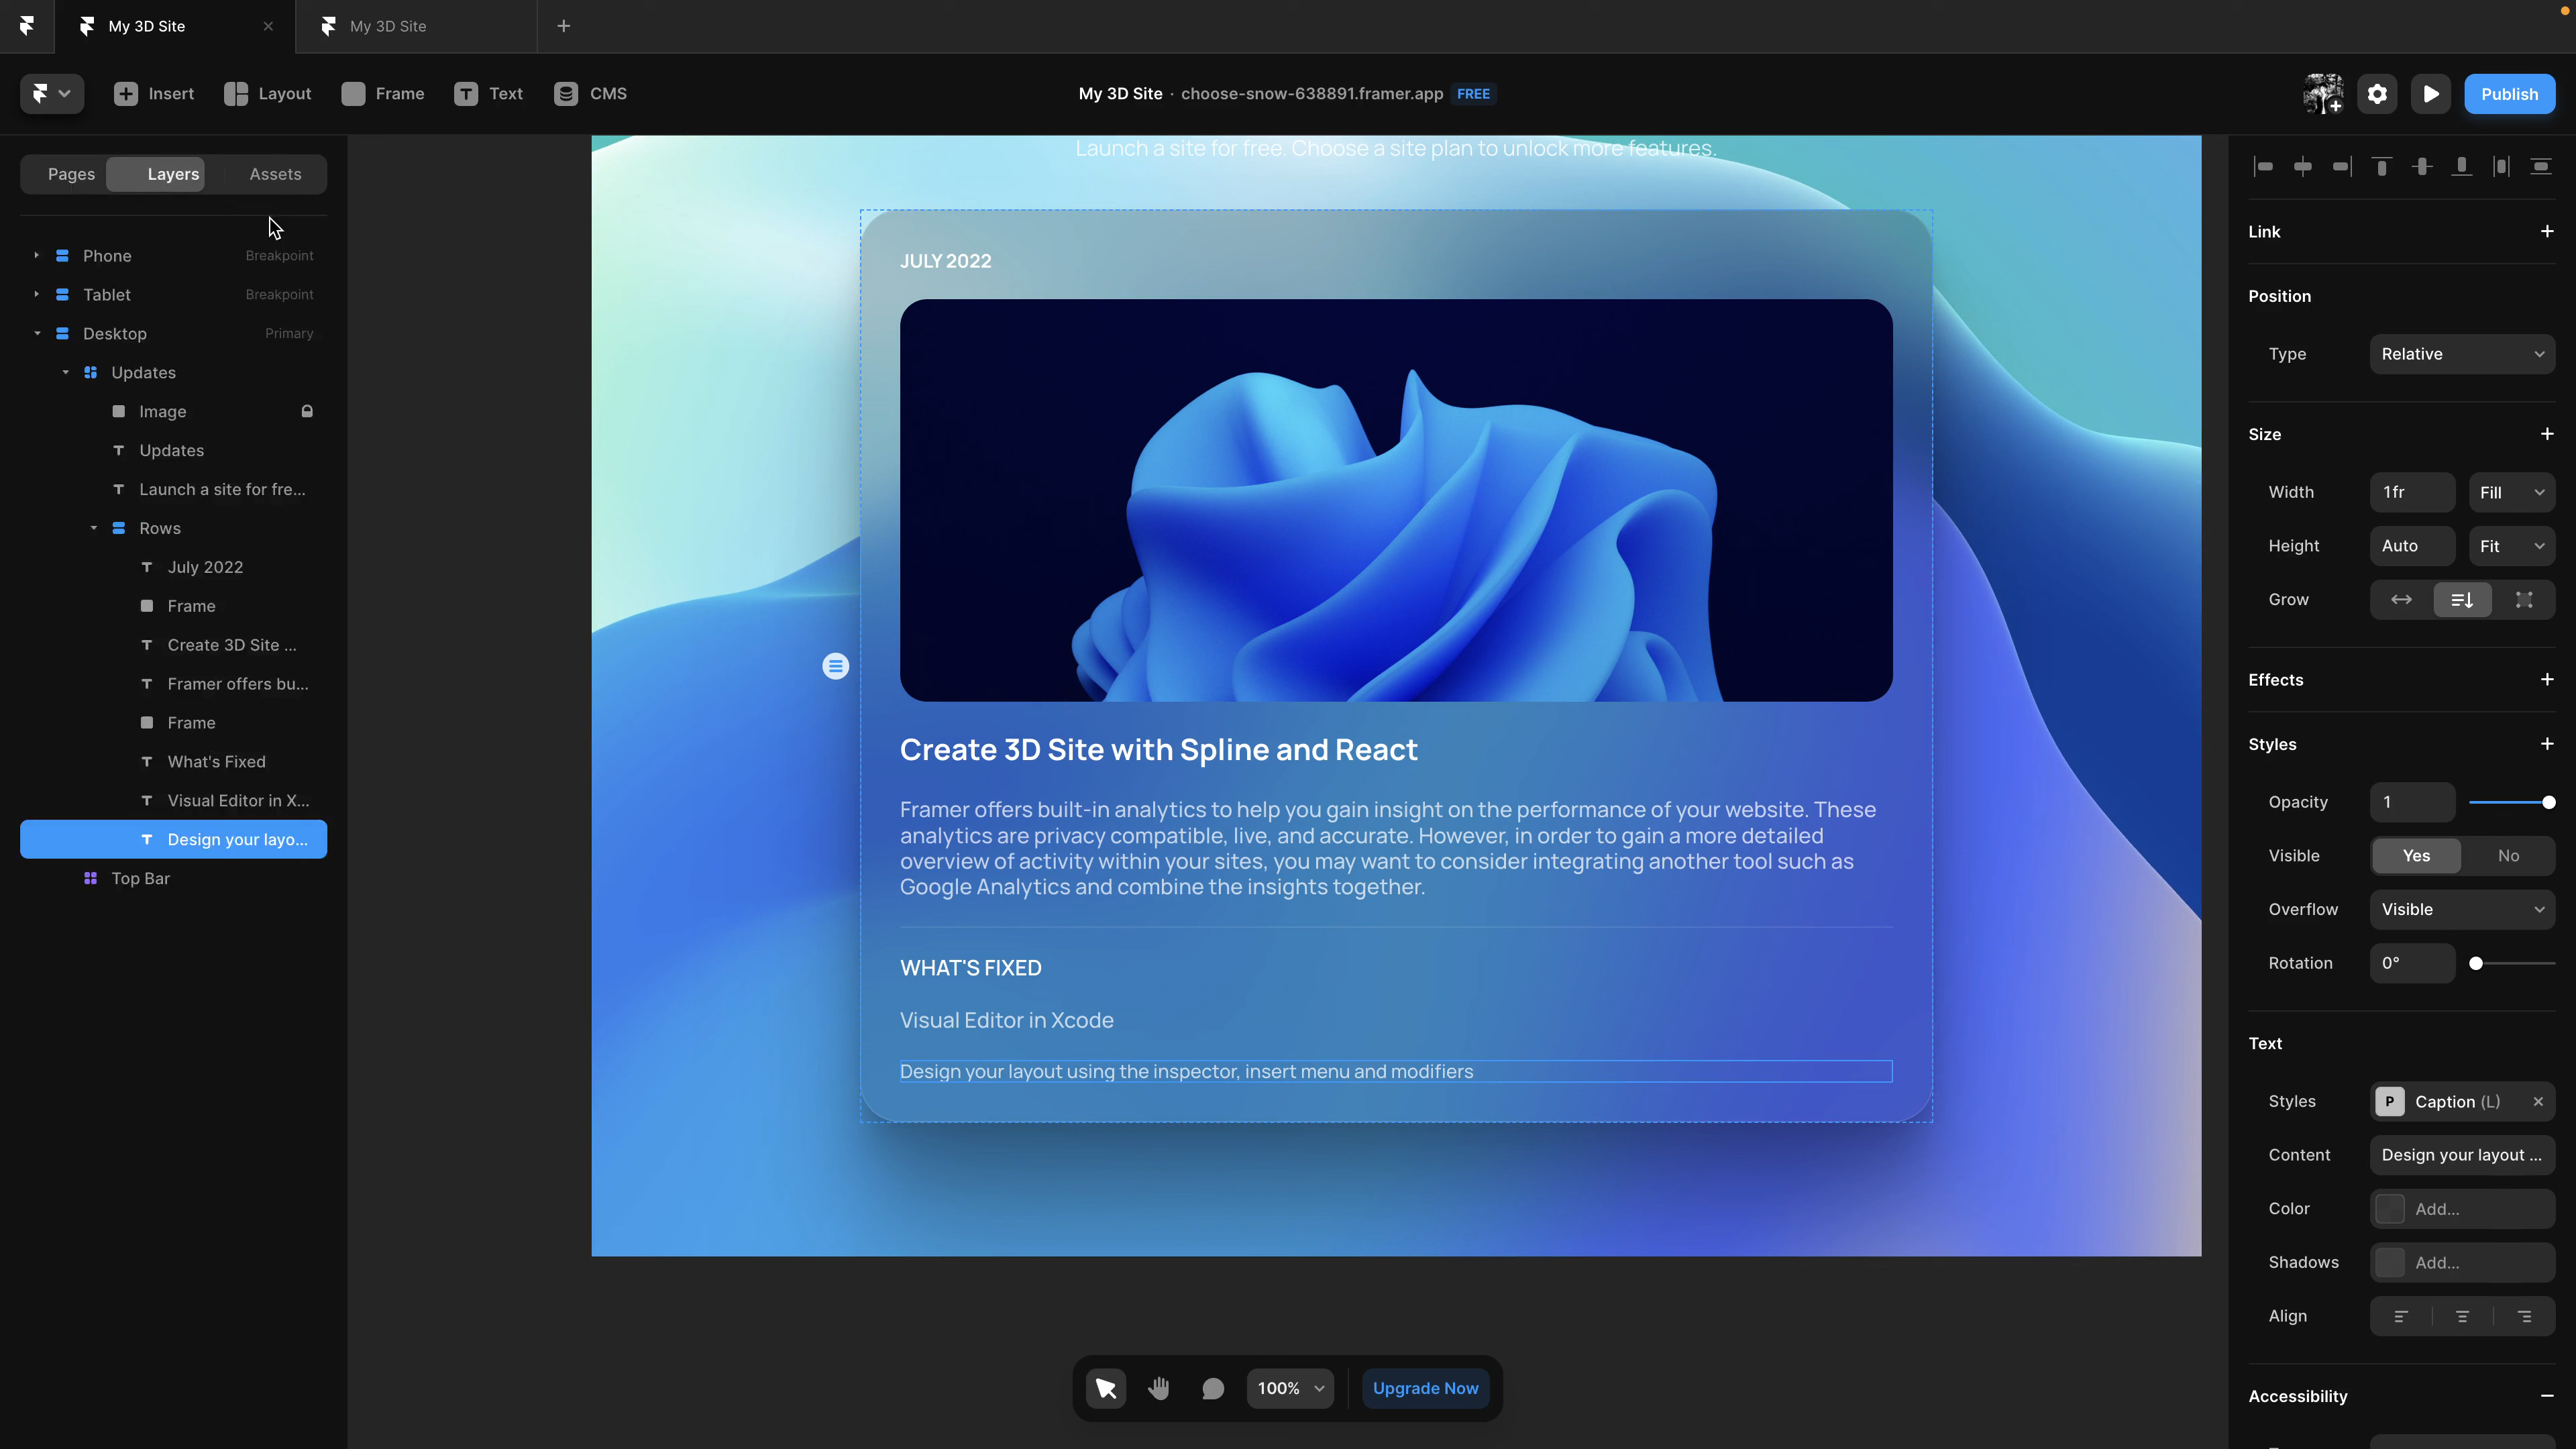 My 3D Site
My 3D Site
Insert
Layout
Frame
Text
CMS
My 3D Site · choose-snow-638891.framer.app FREE
Publish
Pages
Layers
Assets
Phone Breakpoint
Tablet Breakpoint
Desktop Primary
Updates
Image
Updates
Launch a site for fre...
Rows
July 2022
Frame
Create 3D Site ...
Framer offers bu...
Frame
What's Fixed
Visual Editor in X...
Design your layo...
Top Bar
Launch a site for free. Choose a site plan to unlock more features.
JULY 2022
Create 3D Site with Spline and React
Framer offers built-in analytics to help you gain insight on the performance of your website. These
analytics are privacy compatible, live, and accurate. However, in order to gain a more detailed
overview of activity within your sites, you may want to consider integrating another tool such as
Google Analytics and combine the insights together.
WHAT'S FIXED
Visual Editor in Xcode
Design your layout using the inspector, insert menu and modifiers
100%
Upgrade Now
Link
Position
Type Relative
Size
Width 1fr Fill
Height Auto Fit
Grow
Effects
Styles
Opacity 1
Visible Yes No
Overflow Visible
Rotation 0°
Text
Styles P Caption (L)
Content Design your layout ...
Color Add...
Shadows Add...
Align
Accessibility